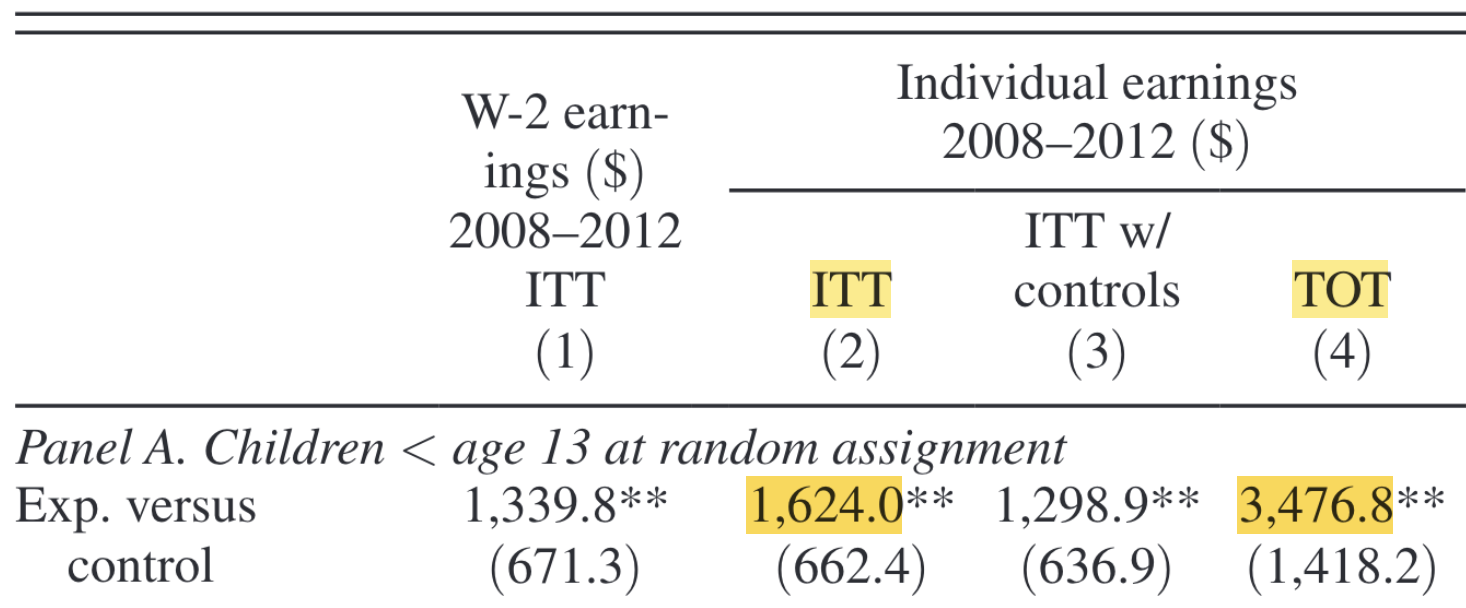 Individual earnings
2008–2012 ($)
W-2 earn-
ings ($)
2008–2012
ITT
(1)
ITT
(2)
ITT w/
controls
(3)
TOT
(4)
Panel A. Children < age 13 at random assignment
Exp. versus 1,339.8** 1,624.0** 1,298.9** 3,476.8**
control (671.3) (662.4) (636.9) (1,418.2)